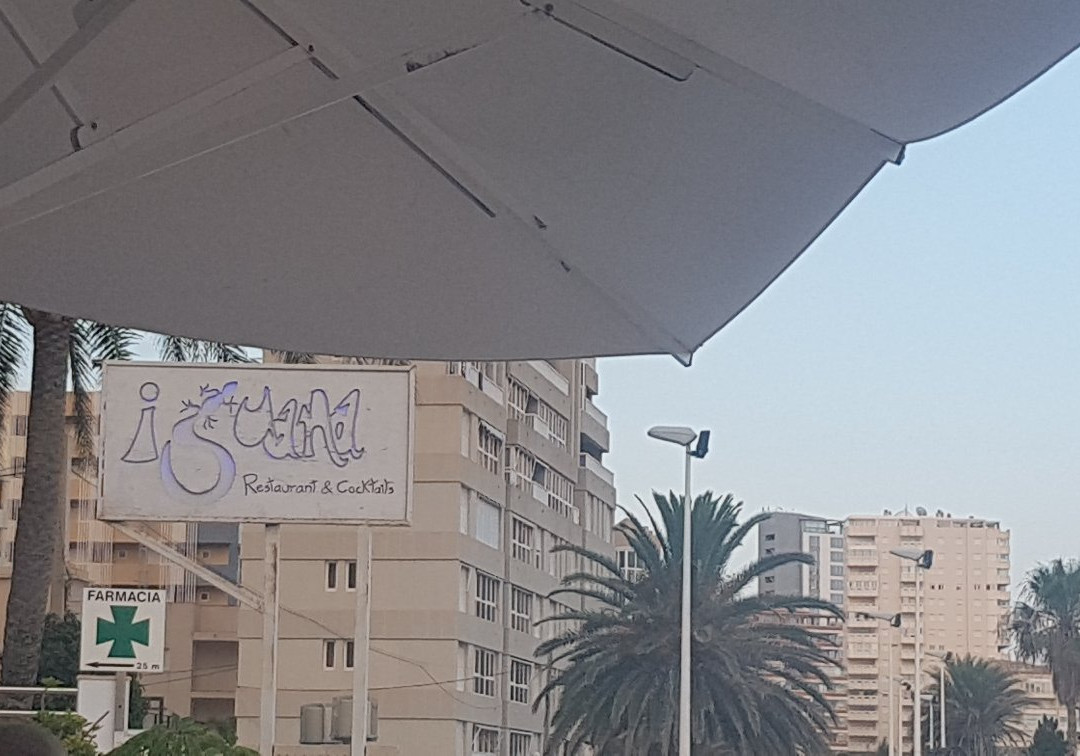 iguana
Restaurant & Cocktails
FARMACIA
25 m